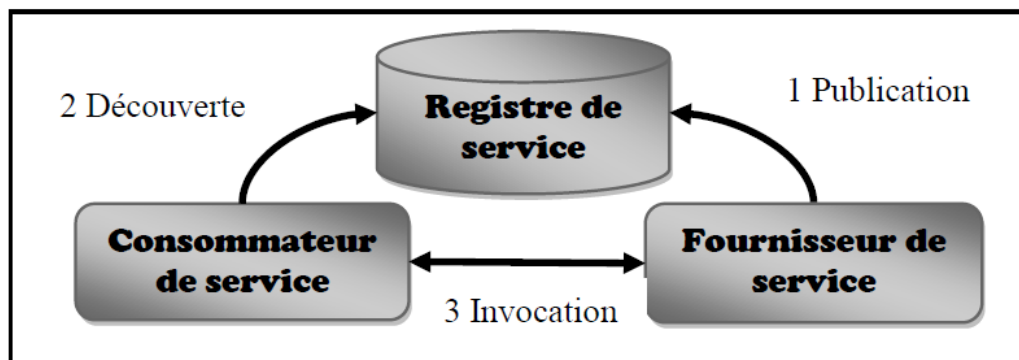 2 Découverte
Registre de
service
1 Publication
Consommateur
de service
Fournisseur de
service
3 Invocation